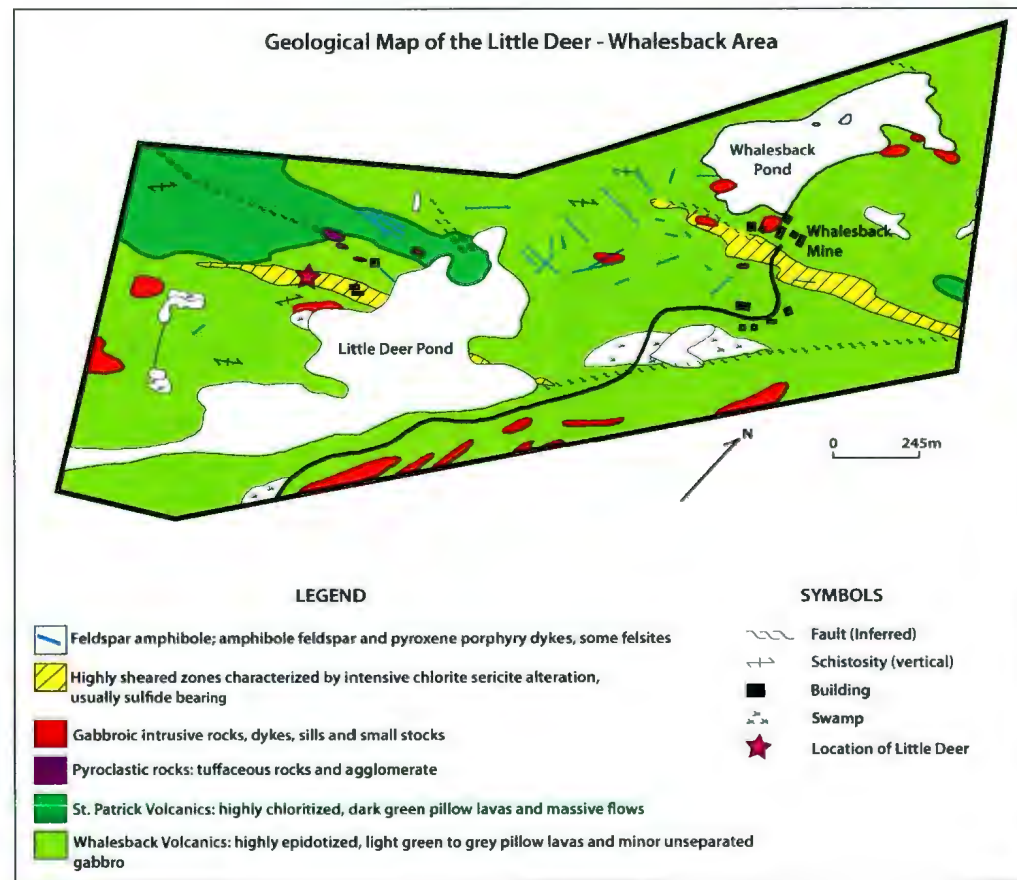 Geological Map of the Little Deer - Whalesback Area
Whalesback
Pond
Whalesback
Mine
Little Deer Pond
N
0 245m
LEGEND
Feldspar amphibole; amphibole feldspar and pyroxene porphyry dykes, some felsites
Highly sheared zones characterized by intensive chlorite sericite alteration,
usually sulfide bearing
Gabbroic intrusive rocks, dykes, sills and small stocks
Pyroclastic rocks: tuffaceous rocks and agglomerate
St. Patrick Volcanics: highly chloritized, dark green pillow lavas and massive flows
Whalesback Volcanics: highly epidotized, light green to grey pillow lavas and minor unseparated
gabbro
SYMBOLS
Fault (Inferred)
Schistosity (vertical)
Building
Swamp
Location of Little Deer